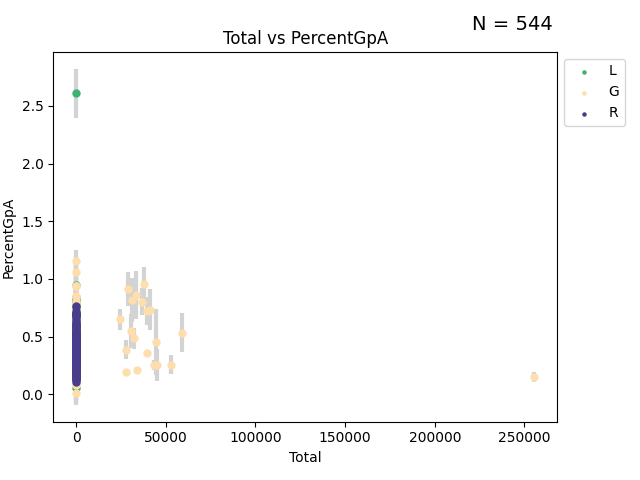 N = 544
Total vs PercentGpA
L
G
R
PercentGpA
2.5
2.0
1.5
1.0
0.5
0.0
0 50000 100000 150000 200000 250000
Total